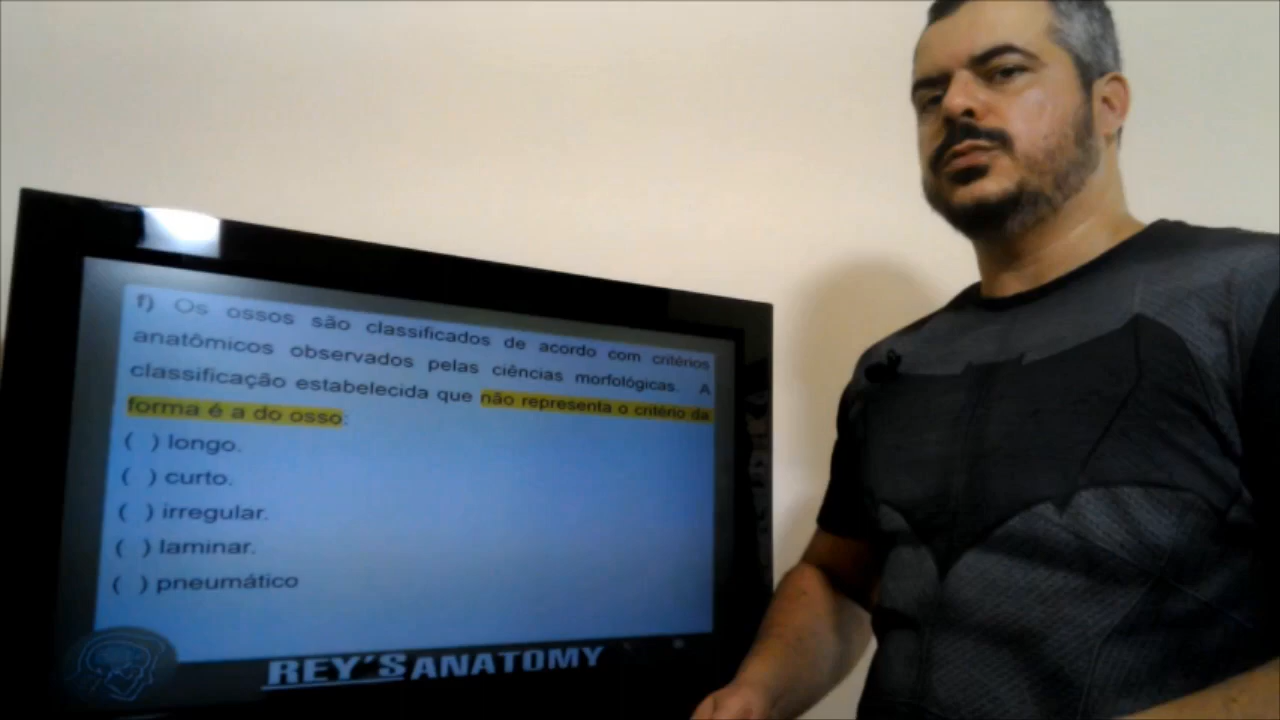 f) Os ossos são classificados de acordo com critérios
anatômicos observados pelas ciências morfológicas. A
classificação estabelecida que não representa o critério da
forma é a do osso:
( ) longo.
( ) curto.
( ) irregular.
( ) laminar.
( ) pneumático
REY'S ANATOMY